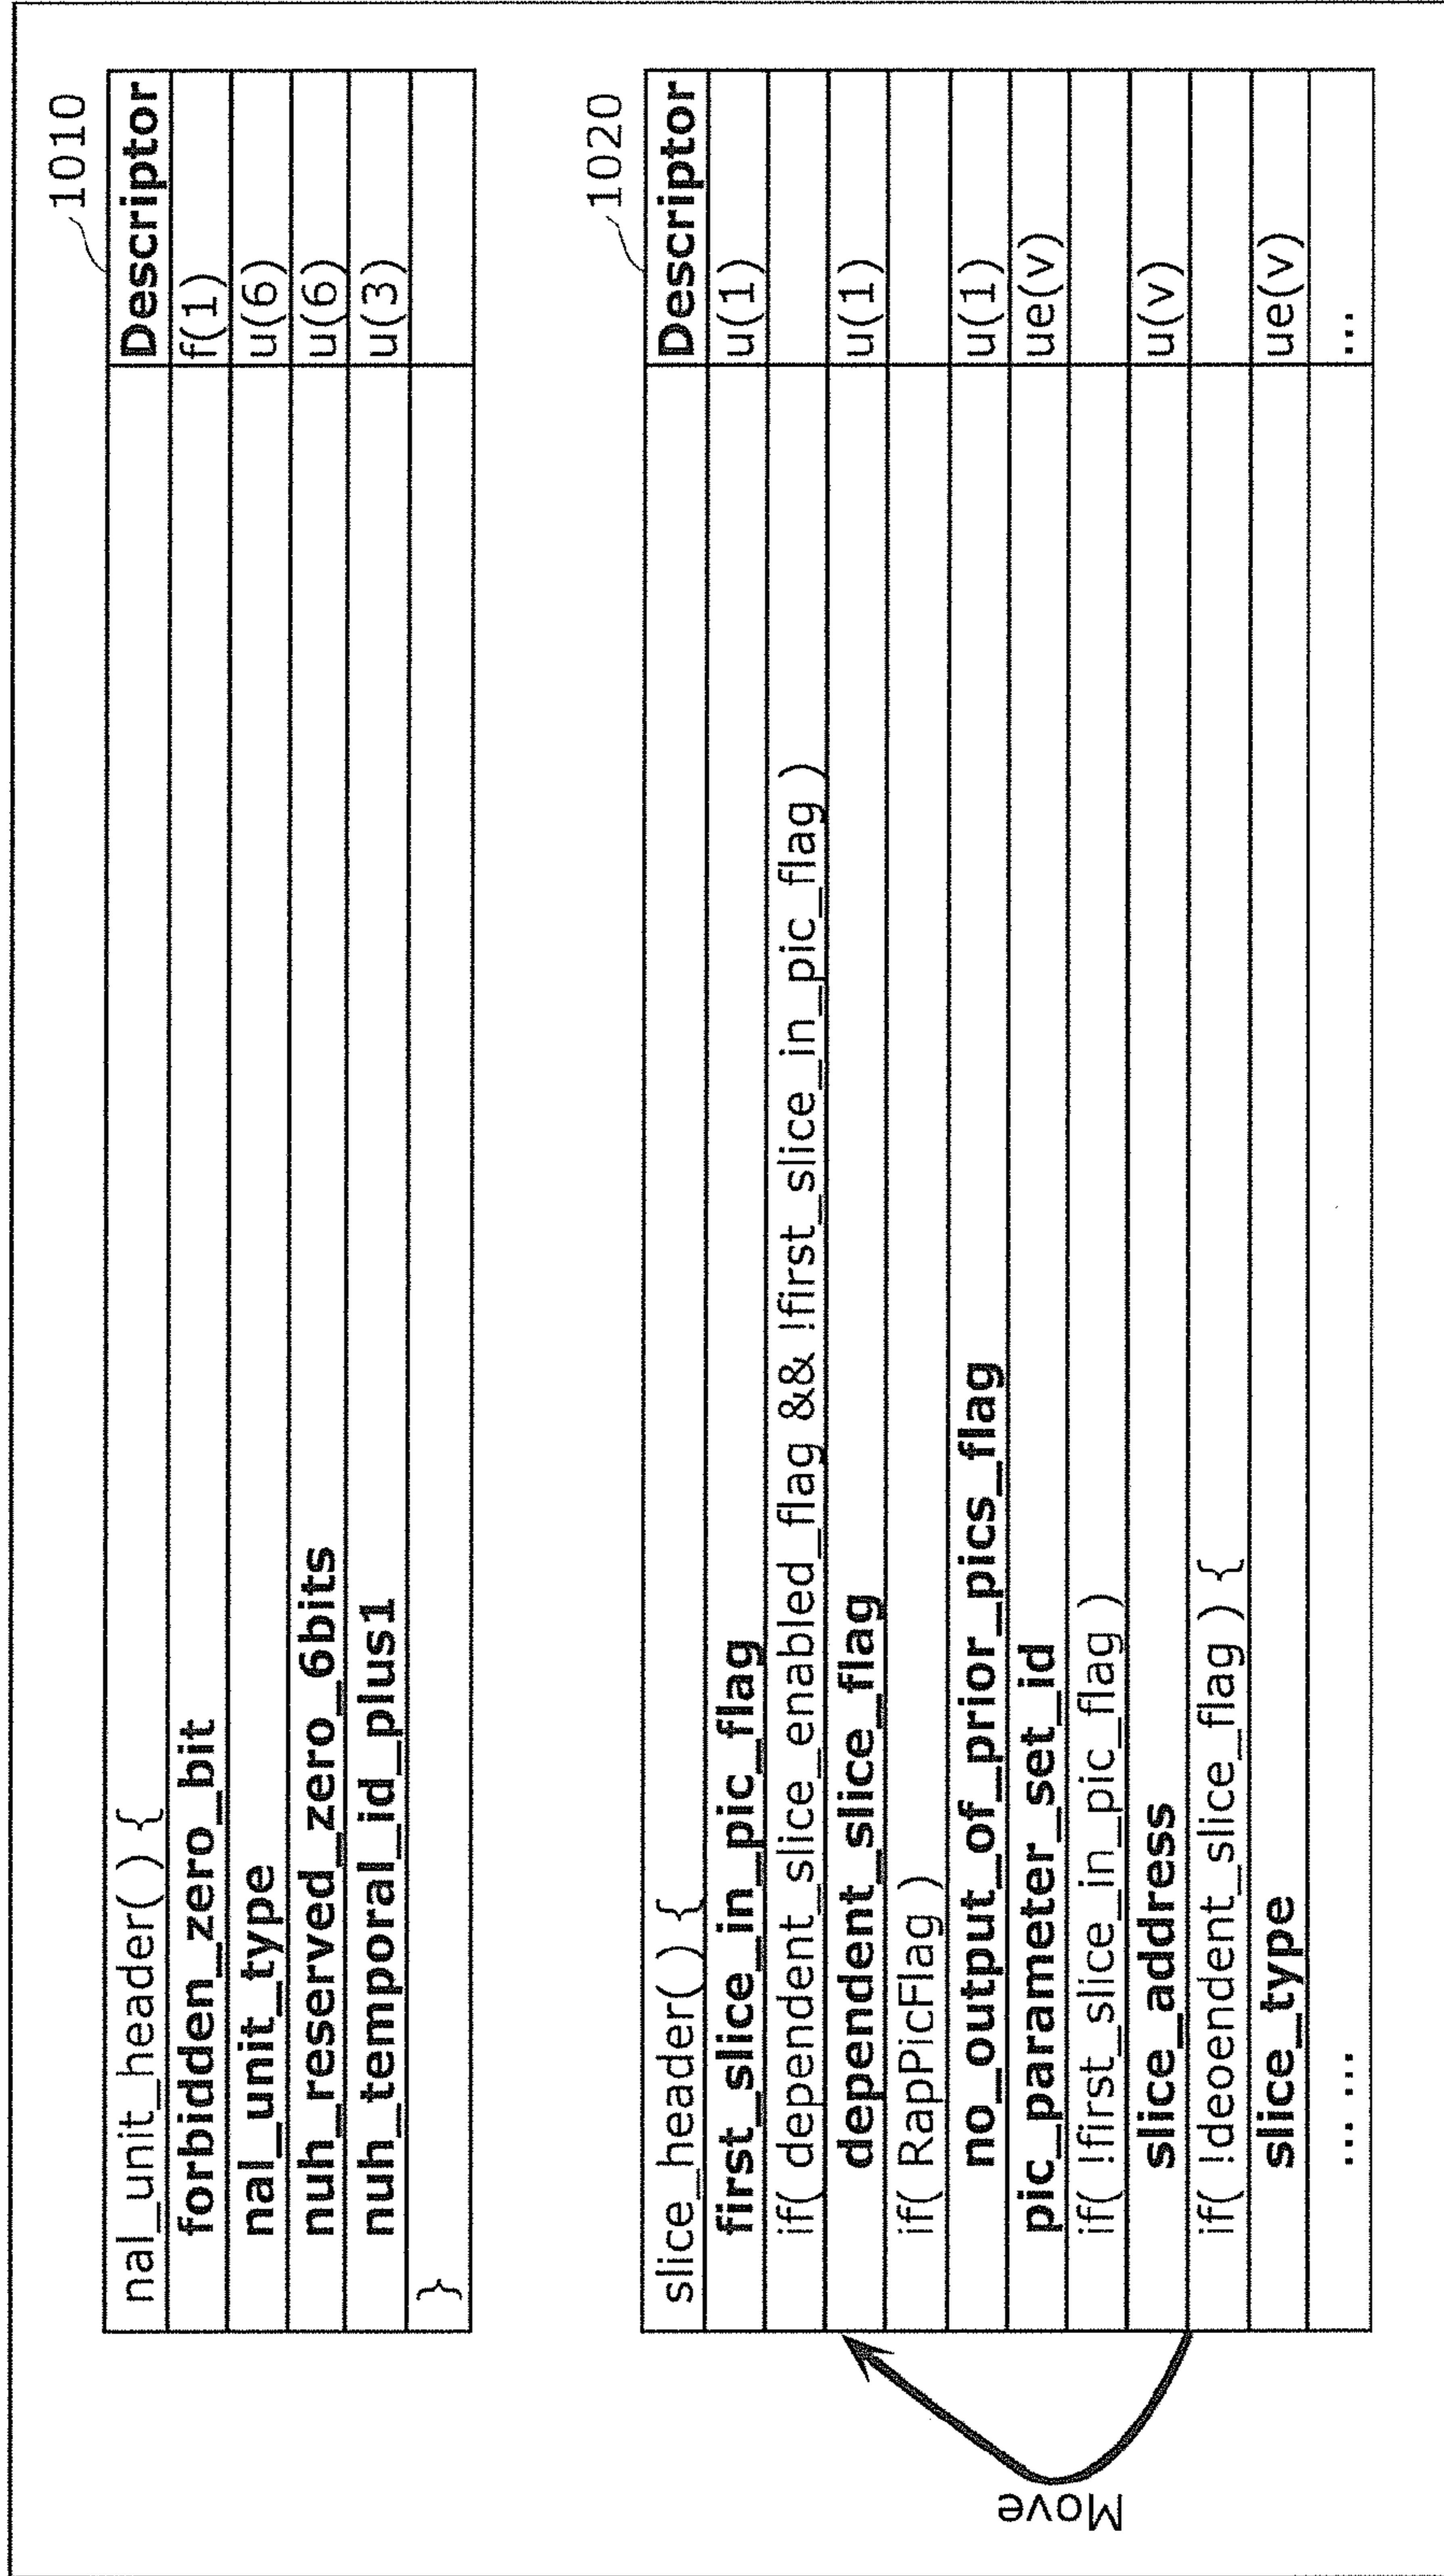 1010
nal_unit_header( ) { Descriptor
forbidden_zero_bit f(1)
nal_unit_type u(6)
nuh_reserved_zero_6bits u(6)
nuh_temporal_id_plus1 u(3)
}
1020
slice_header( ) { Descriptor
first_slice_in_pic_flag u(1)
if( dependent_slice_enabled_flag && !first_slice_in_pic_flag )
dependent_slice_flag u(1)
if( RapPicFlag )
no_output_of_prior_pics_flag u(1)
pic_parameter_set_id ue(v)
if( !first_slice_in_pic_flag )
slice_address u(v)
if( !deoendent_slice_flag ) {
slice_type ue(v)
... ... ...
Move